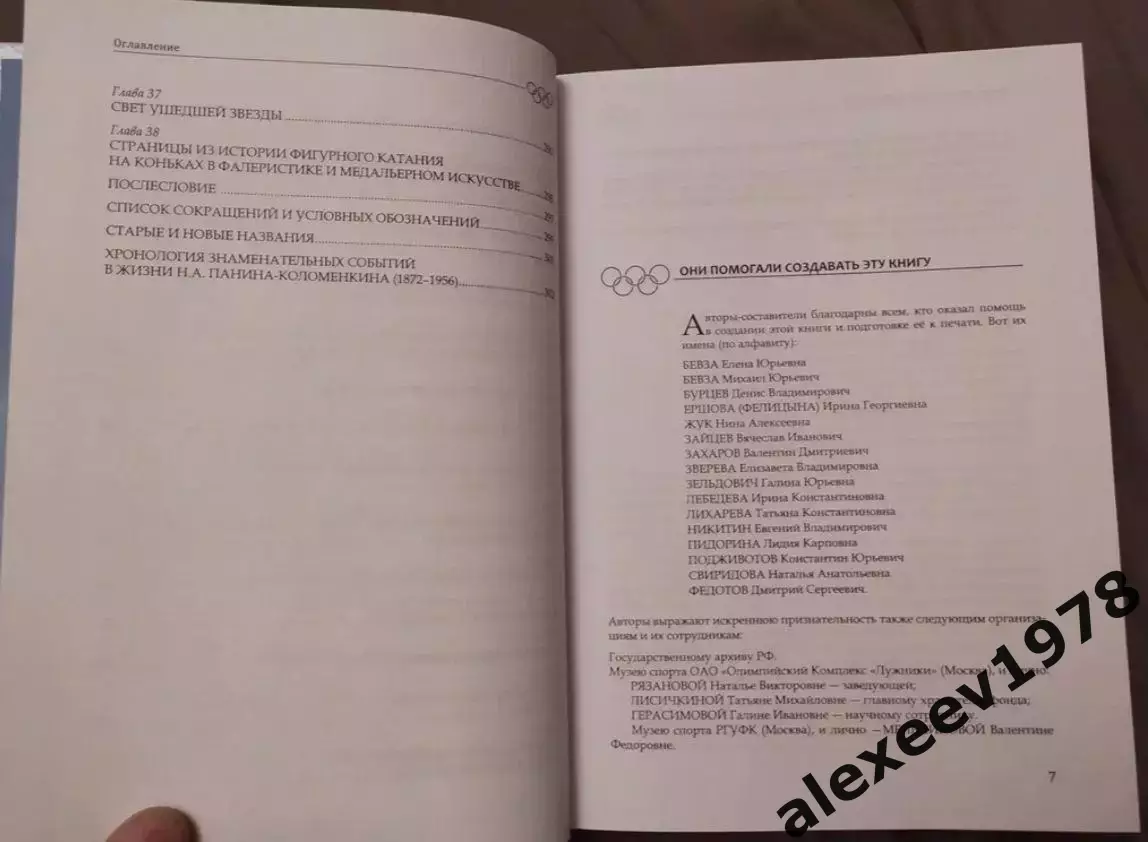 Оглавление
Глава 37
СВЕТ УШЕДШЕЙ ЗВЕЗДЫ
Глава 38
СТРАНИЦЫ ИЗ ИСТОРИИ ФИГУРНОГО КАТАНИЯ
НА КОНЬКАХ В ФАЛЕРИСТИКЕ И МЕДАЛЬЕРНОМ ИСКУССТВЕ
ПОСЛЕСЛОВИЕ
СПИСОК СОКРАЩЕНИЙ И УСЛОВНЫХ ОБОЗНАЧЕНИЙ
СТАРЫЕ И НОВЫЕ НАЗВАНИЯ
ХРОНОЛОГИЯ ЗНАМЕНАТЕЛЬНЫХ СОБЫТИЙ
В ЖИЗНИ Н.А. ПАНИНА-КОЛОМЕНКИНА (1872–1956)
ОНИ ПОМОГАЛИ СОЗДАВАТЬ ЭТУ КНИГУ
Авторы-составители благодарны всем, кто оказал помощь
в создании этой книги и подготовке её к печати. Вот их
имена (по алфавиту):
БЕВЗА Елена Юрьевна
БЕВЗА Михаил Юрьевич
БУРЦЕВ Денис Владимирович
ЕРШОВА (ФЕЛИЦЫНА) Ирина Георгиевна
ЖУК Нина Алексеевна
ЗАЙЦЕВ Вячеслав Иванович
ЗАХАРОВ Валентин Дмитриевич
ЗВЕРЕВА Елизавета Владимировна
ЗЕЛЬДОВИЧ Галина Юрьевна
ЛЕБЕДЕВА Ирина Константиновна
ЛИХАРЕВА Татьяна Константиновна
НИКИТИН Евгений Владимирович
ПИДОРИНА Лидия Карповна
ПОДЖИВОТОВ Константин Юрьевич
СВИРИДОВА Наталья Анатольевна
ФЕДОТОВ Дмитрий Сергеевич.
Авторы выражают искреннюю признательность также следующим организа-
циям и их сотрудникам:
Государственному архиву РФ.
Музею спорта ОАО «Олимпийский Комплекс «Лужники» (Москва), и
РЯЗАНОВОЙ Наталье Викторовне — заведующей;
ЛИСИЧКИНОЙ Татьяне Михайловне — главному фонда;
ГЕРАСИМОВОЙ Галине Ивановне — научному
Музею спорта РГУФК (Москва), и лично — Валентине
Федоровне.
7
alexeev1978